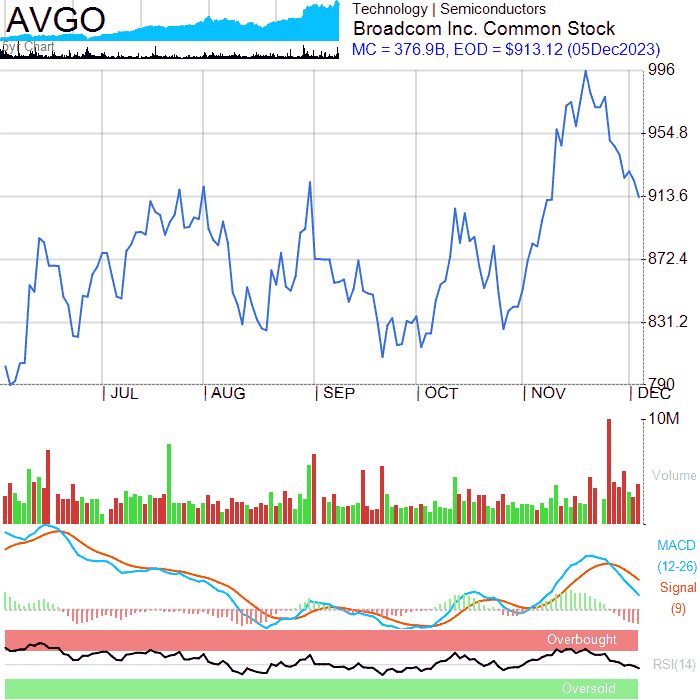 AVGO
py! Chart
Technology | Semiconductors
Broadcom Inc. Common Stock
MC = 376.9B, EOD = $913.12 (05Dec2023)
996
954.8
913.6
872.4
831.2
790
JUL
AUG
SEP
OCT
NOV
DEC
10M
Volume
MACD
(12-26)
Signal
(9)
Overbought
RSI(14)
Oversold